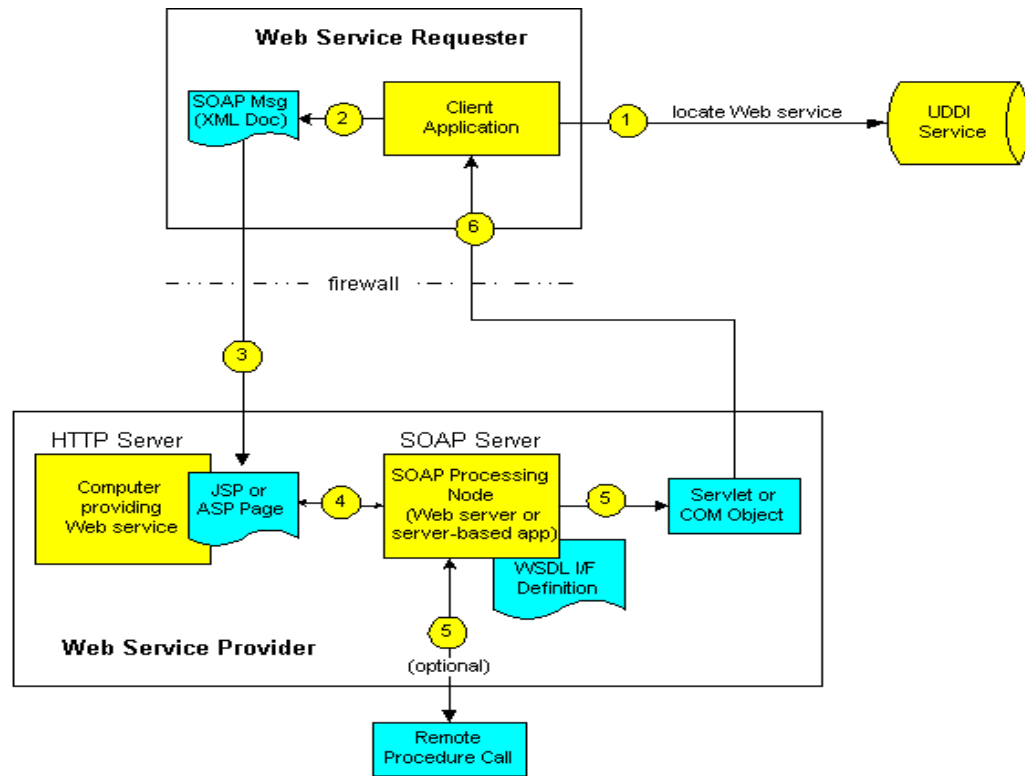 Web Service Requester
SOAP Msg
(XML Doc)
2
Client
Application
1
locate Web service
UDDI
Service
6
firewall
3
HTTP Server
SOAP Server
Computer
providing
Web service
JSP or
ASP Page
4
SOAP Processing
Node
(Web server or
server-based app)
5
Servlet or
COM Object
WSDL I/F
Definition
5
(optional)
Web Service Provider
Remote
Procedure Call